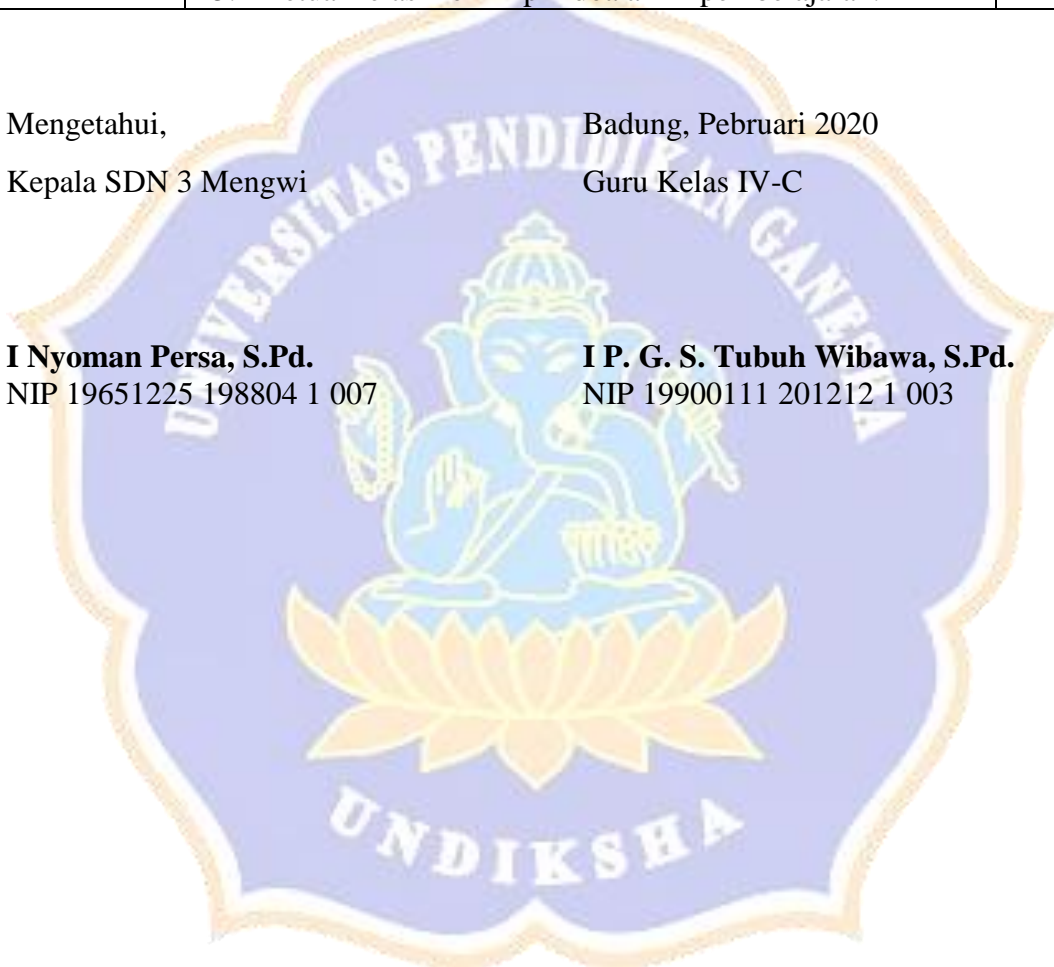 Mengetahui,
Badung, Pebruari 2020
Kepala SDN 3 Mengwi
Guru Kelas IV-C
I Nyoman Persa, S.Pd.
I P. G. S. Tubuh Wibawa, S.Pd.
NIP 19651225 198804 1 007
NIP 19900111 201212 1 003
UNIVERSITAS PENDIDIKAN GANESHA
UNDIKSHA